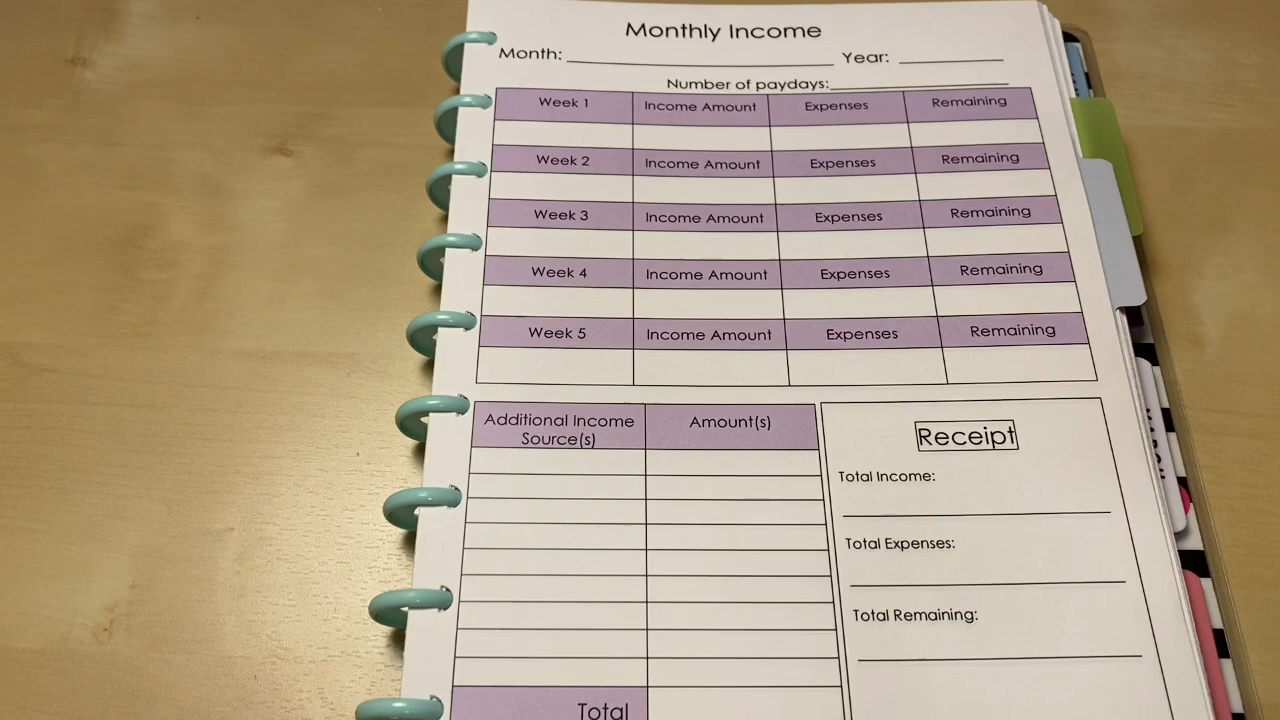 Monthly Income
Month: Year:
Number of paydays:
Week 1 Income Amount Expenses Remaining
Week 2 Income Amount Expenses Remaining
Week 3 Income Amount Expenses Remaining
Week 4 Income Amount Expenses Remaining
Week 5 Income Amount Expenses Remaining
Additional Income Amount(s)
Source(s)
Total
Receipt
Total Income:
Total Expenses:
Total Remaining: